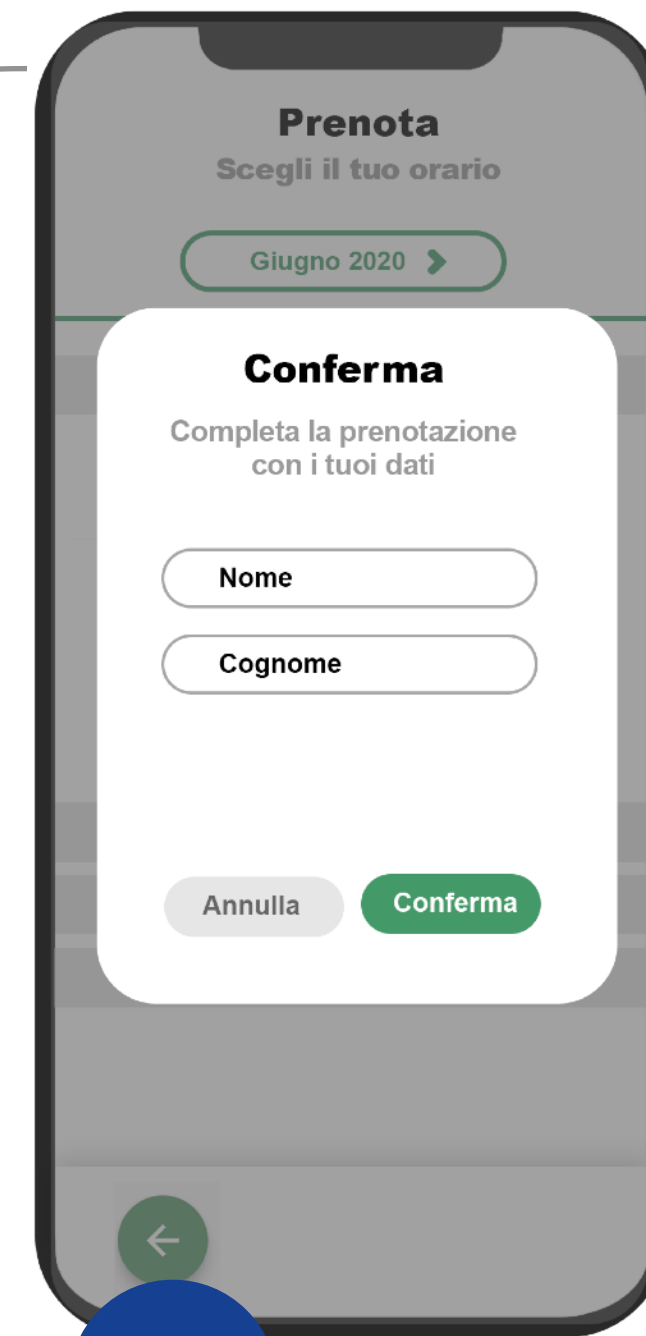 Prenota
Scegli il tuo orario
Giugno 2020
Conferma
Completa la prenotazione
con i tuoi dati
Nome
Cognome
Annulla
Conferma